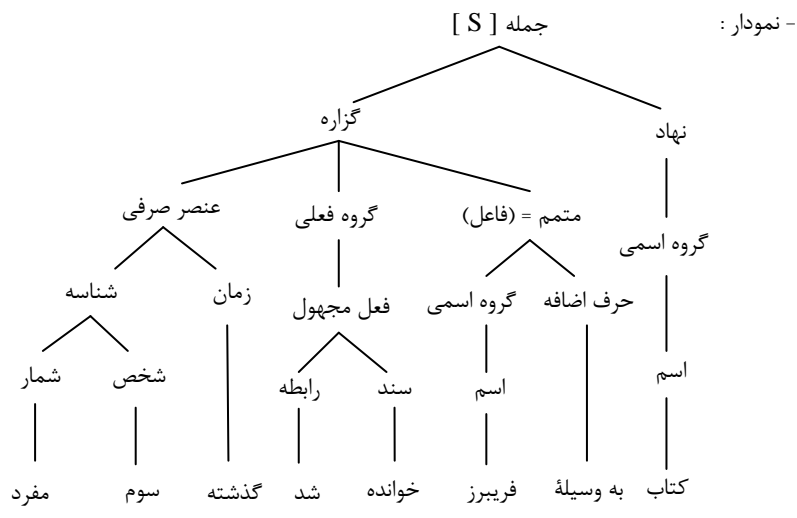 - نمودار :
جمله [ S ]
نهاد گزاره
گروه اسمی متمم = (فاعل) گروه فعلی عنصر صرفی
حرف اضافه گروه اسمی فعل مجهول زمان شناسه
اسم اسم سند رابطه شخص شمار
کتاب به وسیلهٔ فریبرز خوانده شد گذشته سوم مفرد